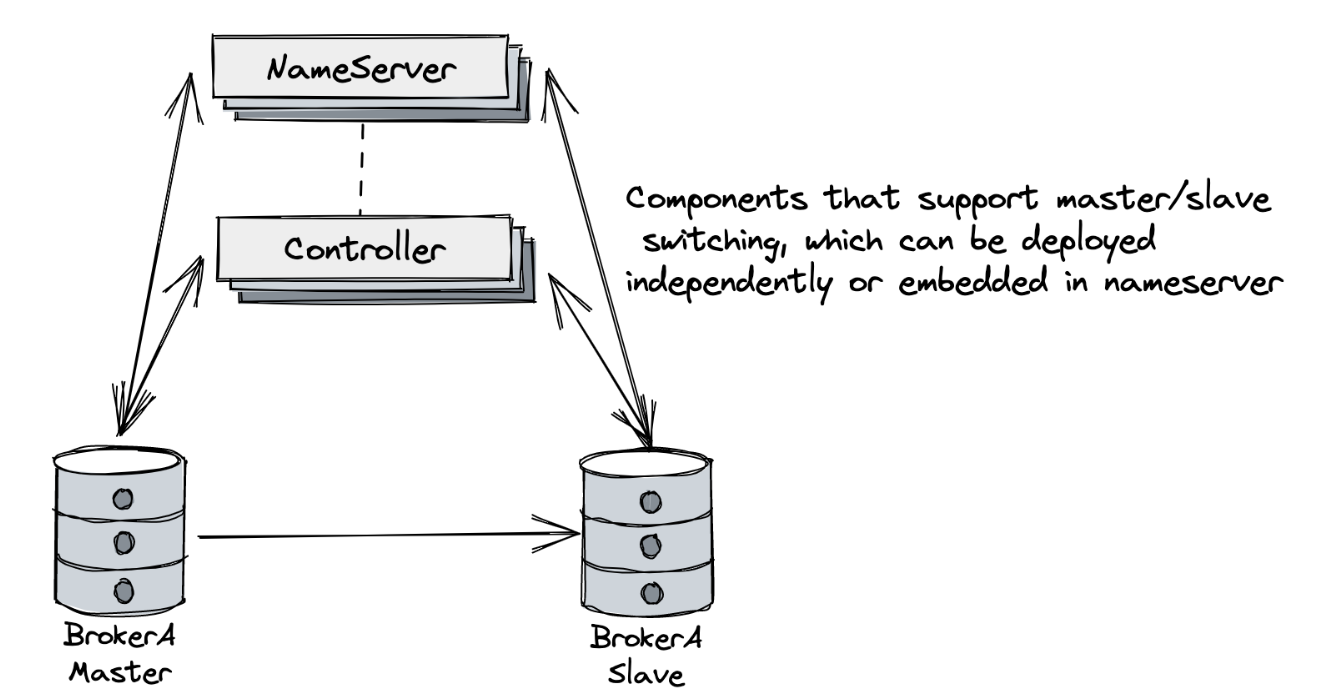 NameServer
Controller
Components that support master/slave
switching, which can be deployed
independently or embedded in nameserver
BrokerA
Master
BrokerA
Slave